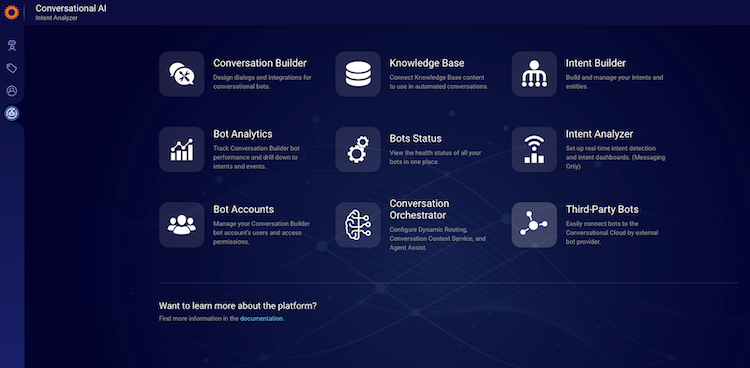 Conversational AI
Intent Analyzer
Conversation Builder
Design dialogs and integrations for
conversational bots.
Knowledge Base
Connect Knowledge Base content
to use in automated conversations.
Intent Builder
Build and manage your intents and
entities.
Bot Analytics
Track Conversation Builder bot
performance and drill down to
intents and events.
Bots Status
View the health status of all your
bots in one place.
Intent Analyzer
Set up real-time intent detection
and intent dashboards. (Messaging
Only)
Bot Accounts
Manage your Conversation Builder
bot account's users and access
permissions.
Conversation
Orchestrator
Configure Dynamic Routing,
Conversation Context Service, and
Agent Assist.
Third-Party Bots
Easily connect bots to the
Conversational Cloud by external
bot provider.
Want to learn more about the platform?
Find more information in the documentation.